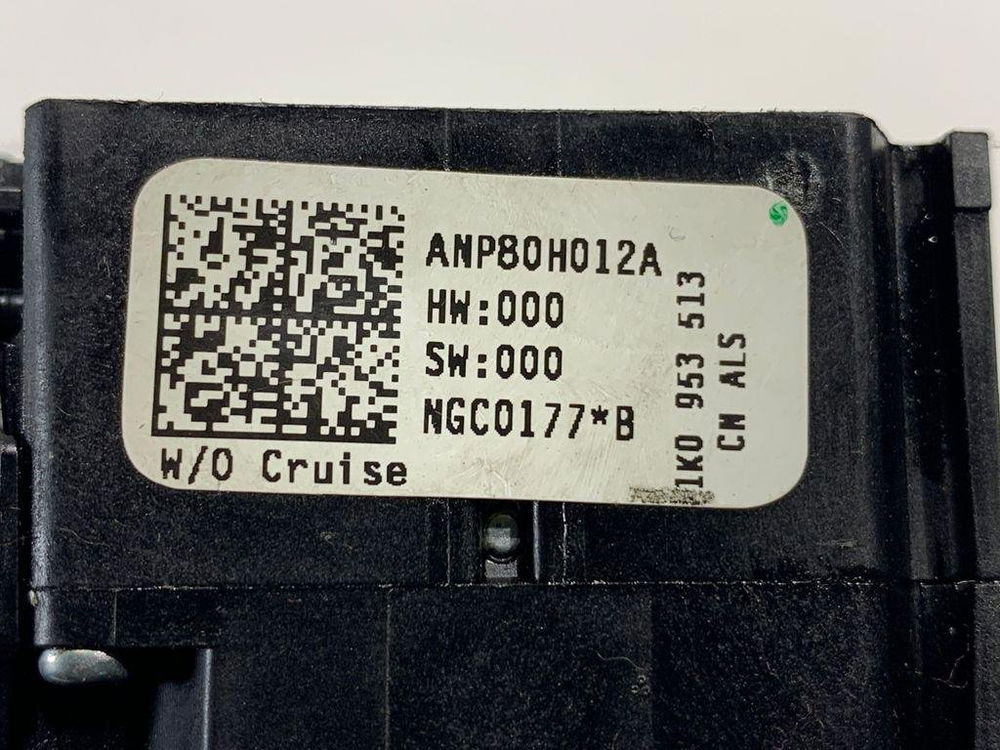 ANP80H012A
HW:000
SW:000
NGC0177*B
W/O Cruise
1K0 953 513
CN ALS